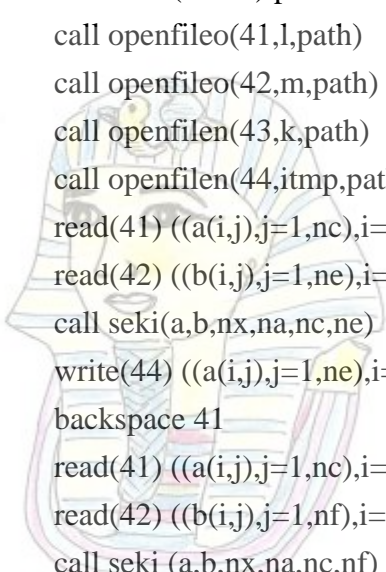 call openfileo(41,l,path)
call openfileo(42,m,path)
call openfilen(43,k,path)
call openfilen(44,itmp,pat
read(41) ((a(i,j),j=1,nc),i=
read(42) ((b(i,j),j=1,ne),i=
call seki(a,b,nx,na,nc,ne)
write(44) ((a(i,j),j=1,ne),i=
backspace 41
read(41) ((a(i,j),j=1,nc),i=
read(42) ((b(i,j),j=1,nf),i=
call seki (a,b,nx,na,nc,nf)